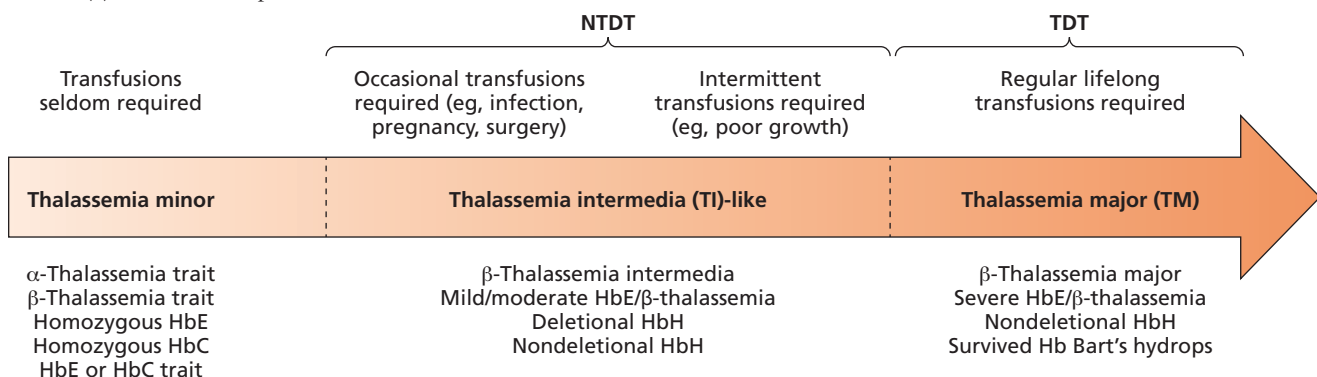 NTDT
TDT
Transfusions
seldom required
Occasional transfusions
required (eg, infection,
pregnancy, surgery)
Intermittent
transfusions required
(eg, poor growth)
Regular lifelong
transfusions required
Thalassemia minor
Thalassemia intermedia (TI)-like
Thalassemia major (TM)
α-Thalassemia trait
β-Thalassemia trait
Homozygous HbE
Homozygous HbC
HbE or HbC trait
β-Thalassemia intermedia
Mild/moderate HbE/β-thalassemia
Deletional HbH
Nondeletional HbH
β-Thalassemia major
Severe HbE/β-thalassemia
Nondeletional HbH
Survived Hb Bart's hydrops